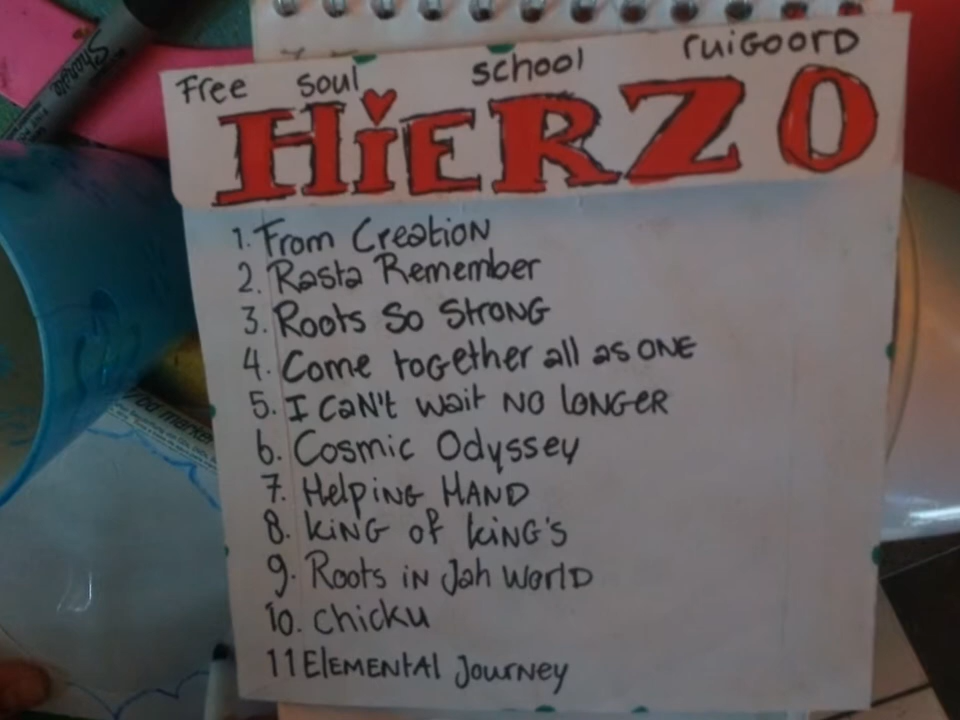 Free soul school ruigoord
HiERZO
1. From Creation
2. Rasta Remember
3. Roots So Strong
4. Come together all as ONE
5. I can't wait no longer
6. Cosmic Odyssey
7. Helping Hand
8. King of King's
9. Roots in Jah World
10. chicku
11 Elemental Journey
Sharpie